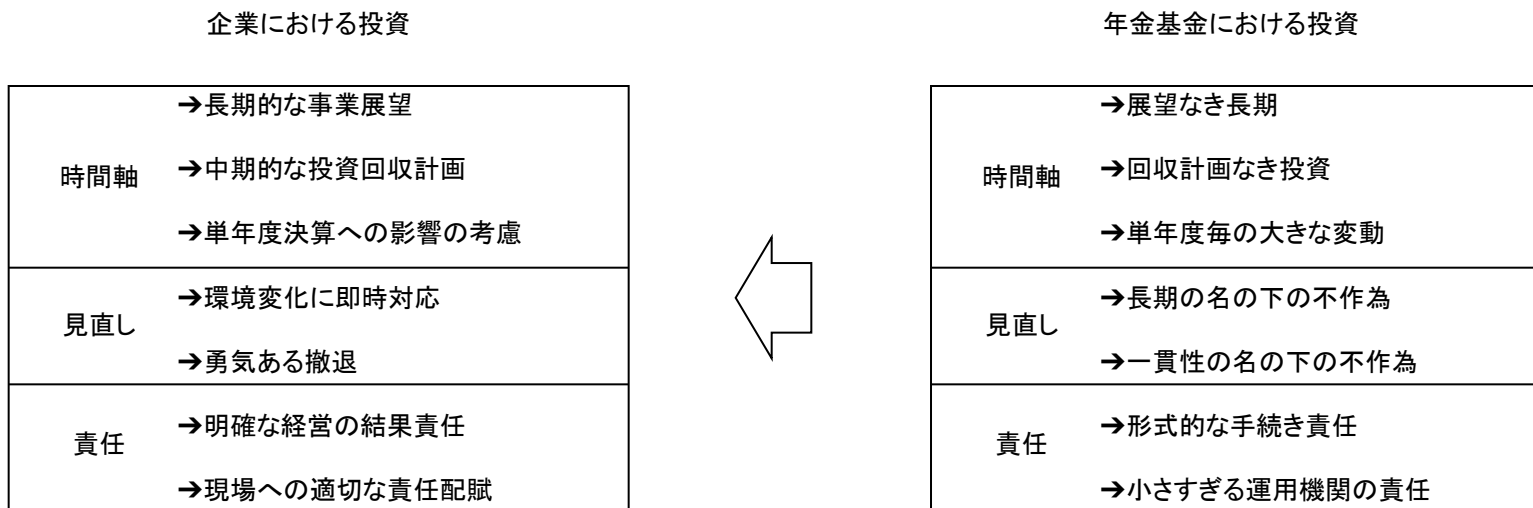 企業における投資
時間軸
➔長期的な事業展望
➔中期的な投資回収計画
➔単年度決算への影響の考慮
見直し
➔環境変化に即時対応
➔勇気ある撤退
責任
➔明確な経営の結果責任
➔現場への適切な責任配賦
年金基金における投資
時間軸
➔展望なき長期
➔回収計画なき投資
➔単年度毎の大きな変動
見直し
➔長期の名の下の不作為
➔一貫性の名の下の不作為
責任
➔形式的な手続き責任
➔小さすぎる運用機関の責任